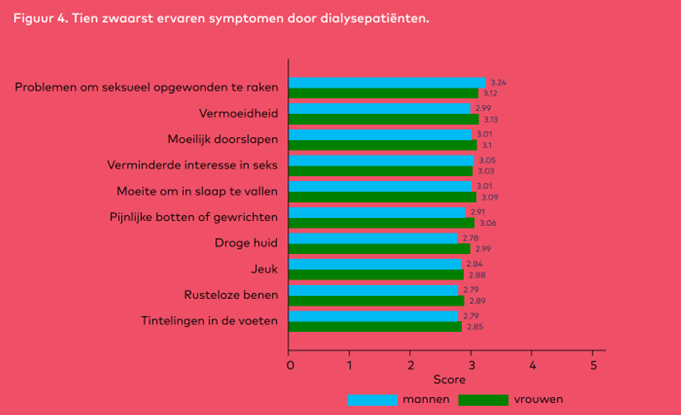 Figuur 4. Tien zwaarst ervaren symptomen door dialysepatiënten.
Problemen om seksueel opgewonden te raken 3.24
3.12
Vermoeidheid 2.99
3.13
Moeilijk doorslapen 3.01
3.1
Verminderde interesse in seks 3.05
3.03
Moeite om in slaap te vallen 3.01
3.09
Pijnlijke botten of gewrichten 2.91
3.06
Droge huid 2.78
2.99
Jeuk 2.84
2.88
Rusteloze benen 2.79
2.89
Tintelingen in de voeten 2.79
2.85
0 1 2 3 4 5
Score
mannen vrouwen